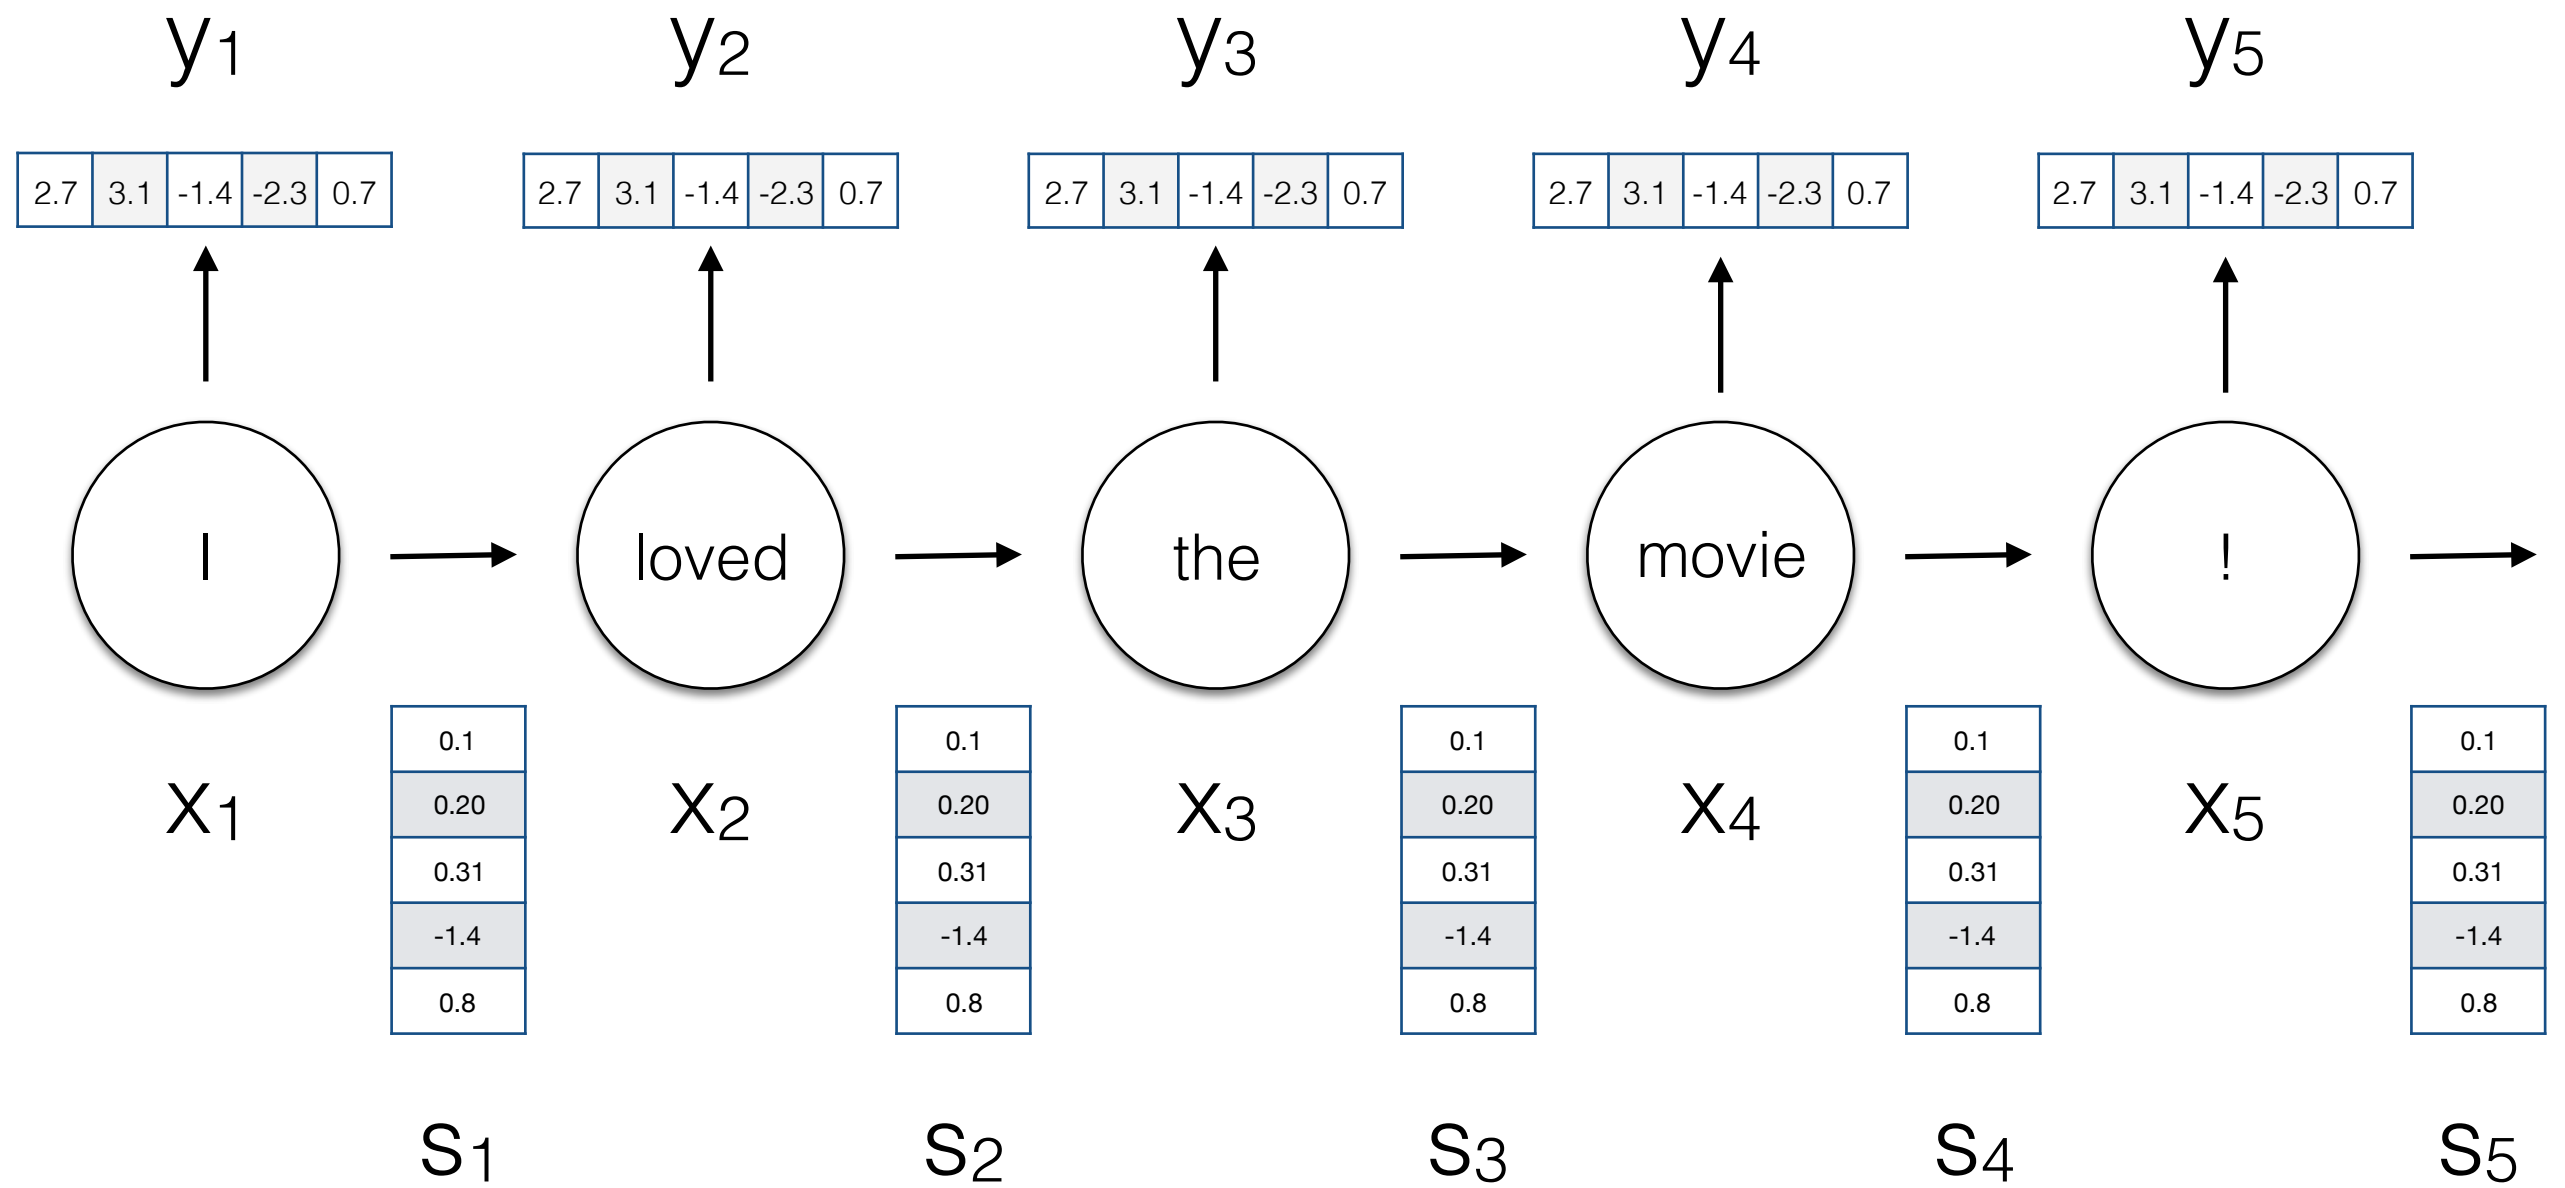 y1 y2 y3 y4 y5
2.7 3.1 -1.4 -2.3 0.7 2.7 3.1 -1.4 -2.3 0.7 2.7 3.1 -1.4 -2.3 0.7 2.7 3.1 -1.4 -2.3 0.7 2.7 3.1 -1.4 -2.3 0.7
I loved the movie !
0.1 0.1 0.1 0.1 0.1
x1 0.20 x2 0.20 x3 0.20 x4 0.20 x5 0.20
0.31 0.31 0.31 0.31 0.31
-1.4 -1.4 -1.4 -1.4 -1.4
0.8 0.8 0.8 0.8 0.8
s1 s2 s3 s4 s5